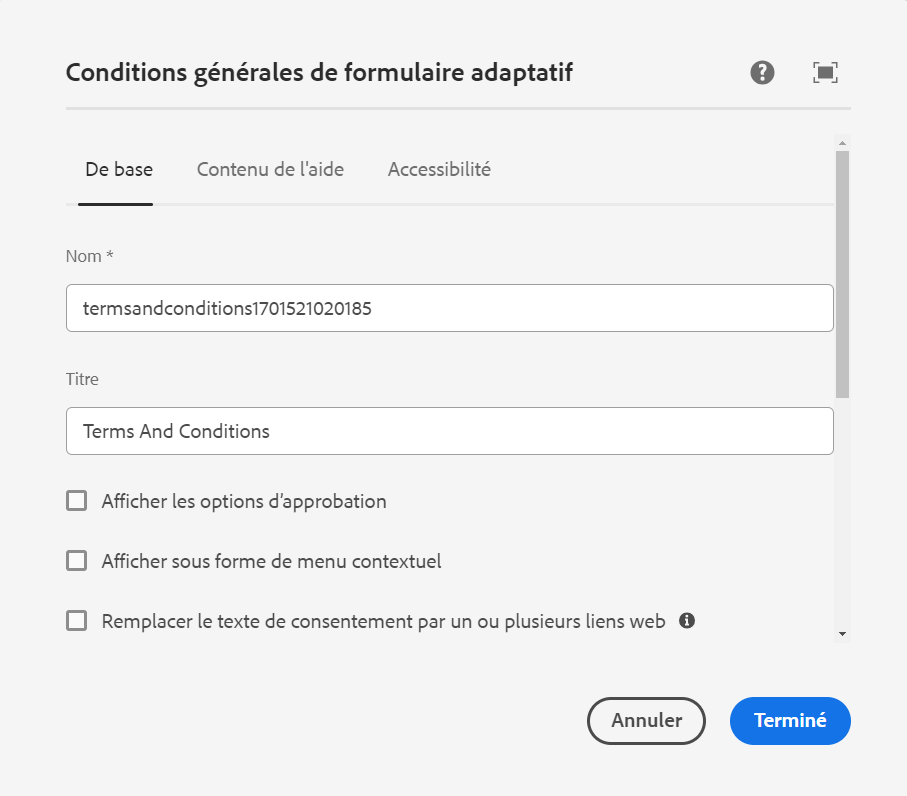 Conditions générales de formulaire adaptatif
De base Contenu de l'aide Accessibilité
Nom *
termsandconditions1701521020185
Titre
Terms And Conditions
Afficher les options d’approbation
Afficher sous forme de menu contextuel
Remplacer le texte de consentement par un ou plusieurs liens web
Annuler Terminé